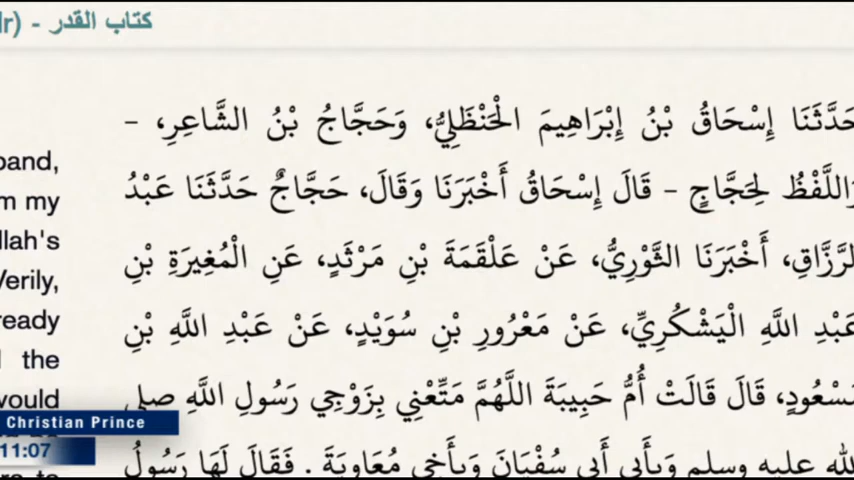 كتاب القدر - (
حَدَّثَنَا إِسْحَاقُ بْنُ إِبْرَاهِيمَ الْحَنْظَلِيُّ، وَحَجَّاجُ بْنُ الشَّاعِرِ، -
وَاللَّفْظُ لِحَجَّاجٍ - قَالَ إِسْحَاقُ أَخْبَرَنَا وَقَالَ، حَجَّاجٌ حَدَّثَنَا عَبْدُ
الرَّزَّاقِ، أَخْبَرَنَا الثَّوْرِيُّ، عَنْ عَلْقَمَةَ بْنِ مَرْثَدٍ، عَنِ الْمُغِيرَةِ بْنِ
عَبْدِ اللَّهِ الْيَشْكُرِيِّ، عَنْ مَعْرُورِ بْنِ سُوَيْدٍ، عَنْ عَبْدِ اللَّهِ بْنِ
مَسْعُودٍ، قَالَ قَالَتْ أُمُّ حَبِيبَةَ اللَّهُمَّ مَتِّعْنِي بِزَوْجِي رَسُولِ اللَّهِ صلى
الله عليه وسلم وَبِأَبِي أَبِي سُفْيَانَ وَبِأَخِي مُعَاوِيَةَ . فَقَالَ لَهَا رَسُولُ
band,
m my
llah's
Verily,
ready
the
would
Christian Prince
11:07